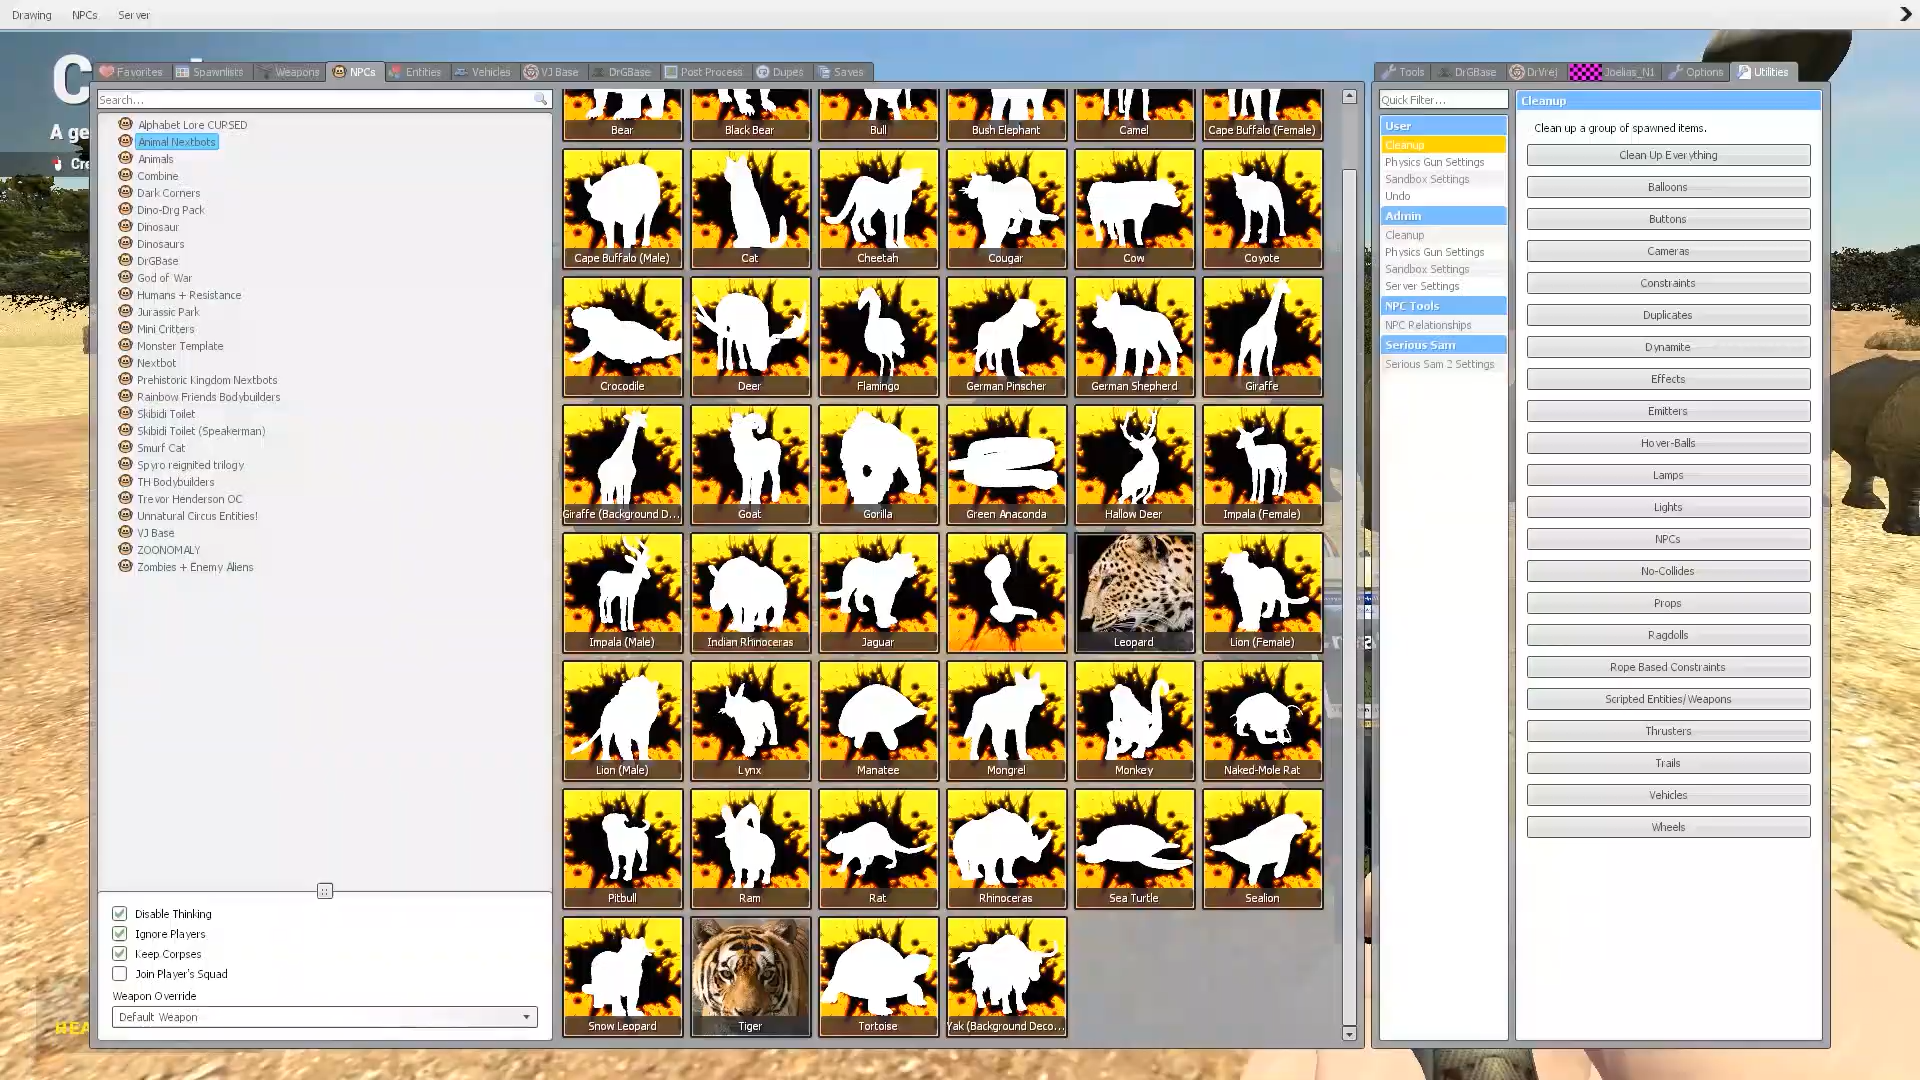 Drawing NPCs Server
C
A ge
Cre
Favorites Spawnlists Weapons NPCs Entities Vehicles VJ Base DrGBase Post Process Dupes Saves
Search...
Alphabet Lore CURSED
Animal Nextbots
Animals
Combine
Dark Corners
Dino-Drg Pack
Dinosaur
Dinosaurs
DrGBase
God of War
Humans + Resistance
Jurassic Park
Mini Critters
Monster Template
Nextbot
Prehistoric Kingdom Nextbots
Rainbow Friends Bodybuilders
Skibidi Toilet
Skibidi Toilet (Speakerman)
Smurf Cat
Spyro reignited trilogy
TH Bodybuilders
Trevor Henderson OC
Unnatural Circus Entities!
VJ Base
ZOONOMALY
Zombies + Enemy Aliens
Disable Thinking
Ignore Players
Keep Corpses
Join Player's Squad
Weapon Override
Default Weapon
Bear Black Bear Bull Bush Elephant Camel Cape Buffalo (Female)
Cape Buffalo (Male) Cat Cheetah Cougar Cow Coyote
Crocodile Deer Flamingo German Pinscher German Shepherd Giraffe
Giraffe (Background D... Goat Gorilla Green Anaconda Hallow Deer Impala (Female)
Impala (Male) Indian Rhinoceras Jaguar Leopard Lion (Female)
Lion (Male) Lynx Manatee Mongrel Monkey Naked-Mole Rat
Pitbull Ram Rat Rhinoceras Sea Turtle Sealion
Snow Leopard Tiger Tortoise Yak (Background Deco...
Tools DrGBase DrVrej Joelias_N1 Options Utilities
Quick Filter...
User
Cleanup
Physics Gun Settings
Sandbox Settings
Undo
Admin
Cleanup
Physics Gun Settings
Sandbox Settings
Server Settings
NPC Tools
NPC Relationships
Serious Sam
Serious Sam 2 Settings
Cleanup
Clean up a group of spawned items.
Clean Up Everything
Balloons
Buttons
Cameras
Constraints
Duplicates
Dynamite
Effects
Emitters
Hover-Balls
Lamps
Lights
NPCs
No-Collides
Props
Ragdolls
Rope Based Constraints
Scripted Entities/Weapons
Thrusters
Trails
Vehicles
Wheels